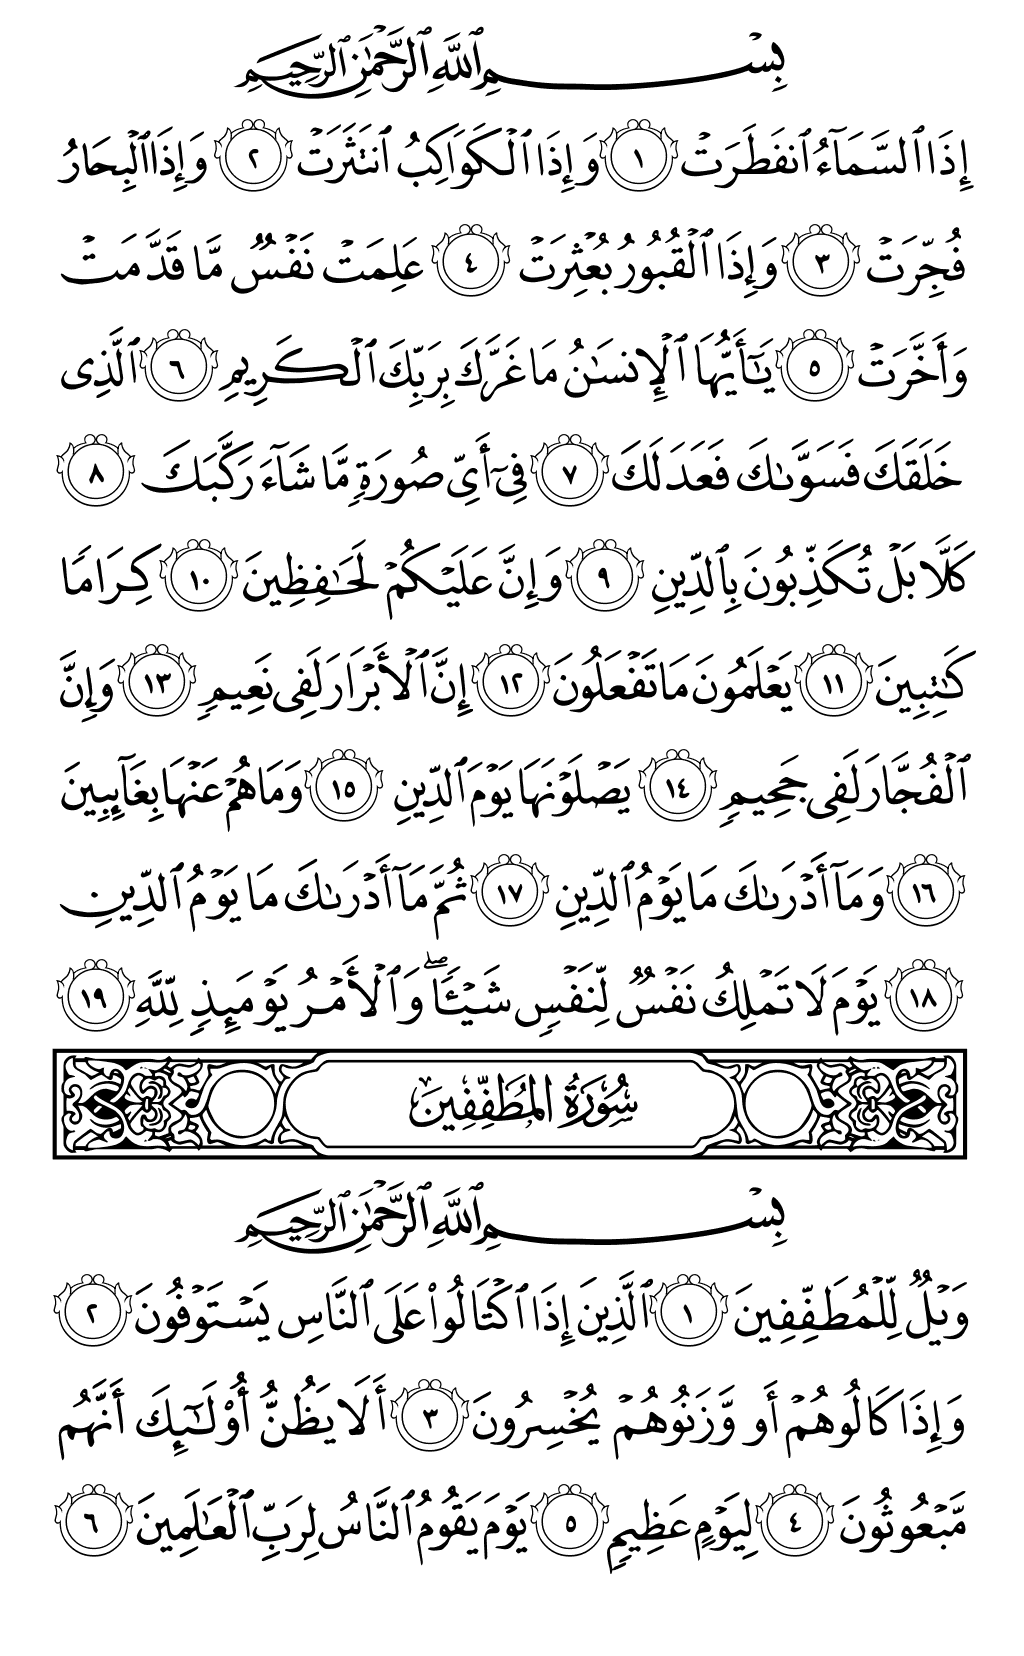 بِسْمِ ٱللَّهِ ٱلرَّحْمَٰنِ ٱلرَّحِيمِ
إِذَا ٱلسَّمَآءُ ٱنفَطَرَتْ ١ وَإِذَا ٱلْكَوَاكِبُ ٱنتَثَرَتْ ٢ وَإِذَا ٱلْبِحَارُ
فُجِّرَتْ ٣ وَإِذَا ٱلْقُبُورُ بُعْثِرَتْ ٤ عَلِمَتْ نَفْسٌ مَّا قَدَّمَتْ
وَأَخَّرَتْ ٥ يَٰٓأَيُّهَا ٱلْإِنسَٰنُ مَا غَرَّكَ بِرَبِّكَ ٱلْكَرِيمِ ٦ ٱلَّذِى
خَلَقَكَ فَسَوَّىٰكَ فَعَدَلَكَ ٧ فِىٓ أَىِّ صُورَةٍ مَّا شَآءَ رَكَّبَكَ ٨
كَلَّا بَلْ تُكَذِّبُونَ بِٱلدِّينِ ٩ وَإِنَّ عَلَيْكُمْ لَحَٰفِظِينَ ١٠ كِرَامًا
كَٰتِبِينَ ١١ يَعْلَمُونَ مَا تَفْعَلُونَ ١٢ إِنَّ ٱلْأَبْرَارَ لَفِى نَعِيمٍ ١٣ وَإِنَّ
ٱلْفُجَّارَ لَفِى جَحِيمٍ ١٤ يَصْلَوْنَهَا يَوْمَ ٱلدِّينِ ١٥ وَمَا هُمْ عَنْهَا بِغَآئِبِينَ
١٦ وَمَآ أَدْرَىٰكَ مَا يَوْمُ ٱلدِّينِ ١٧ ثُمَّ مَآ أَدْرَىٰكَ مَا يَوْمُ ٱلدِّينِ
١٨ يَوْمَ لَا تَمْلِكُ نَفْسٌ لِّنَفْسٍ شَيْـًٔا ۖ وَٱلْأَمْرُ يَوْمَئِذٍ لِّلَّهِ ١٩
سُورَةُ المُطَفِّفِينَ
بِسْمِ ٱللَّهِ ٱلرَّحْمَٰنِ ٱلرَّحِيمِ
وَيْلٌ لِّلْمُطَفِّفِينَ ١ ٱلَّذِينَ إِذَا ٱكْتَالُوا۟ عَلَى ٱلنَّاسِ يَسْتَوْفُونَ ٢
وَإِذَا كَالُوهُمْ أَو وَّزَنُوهُمْ يُخْسِرُونَ ٣ أَلَا يَظُنُّ أُو۟لَٰٓئِكَ أَنَّهُم
مَّبْعُوثُونَ ٤ لِيَوْمٍ عَظِيمٍ ٥ يَوْمَ يَقُومُ ٱلنَّاسُ لِرَبِّ ٱلْعَٰلَمِينَ ٦